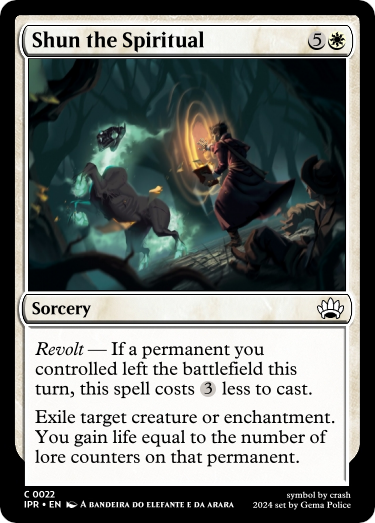 Shun the Spiritual 5
Sorcery
Revolt — If a permanent you
controlled left the battlefield this
turn, this spell costs 3 less to cast.
Exile target creature or enchantment.
You gain life equal to the number of
lore counters on that permanent.
C 0022
IPR • EN A BANDEIRA DO ELEFANTE E DA ARARA
symbol by crash
2024 set by Gema Police